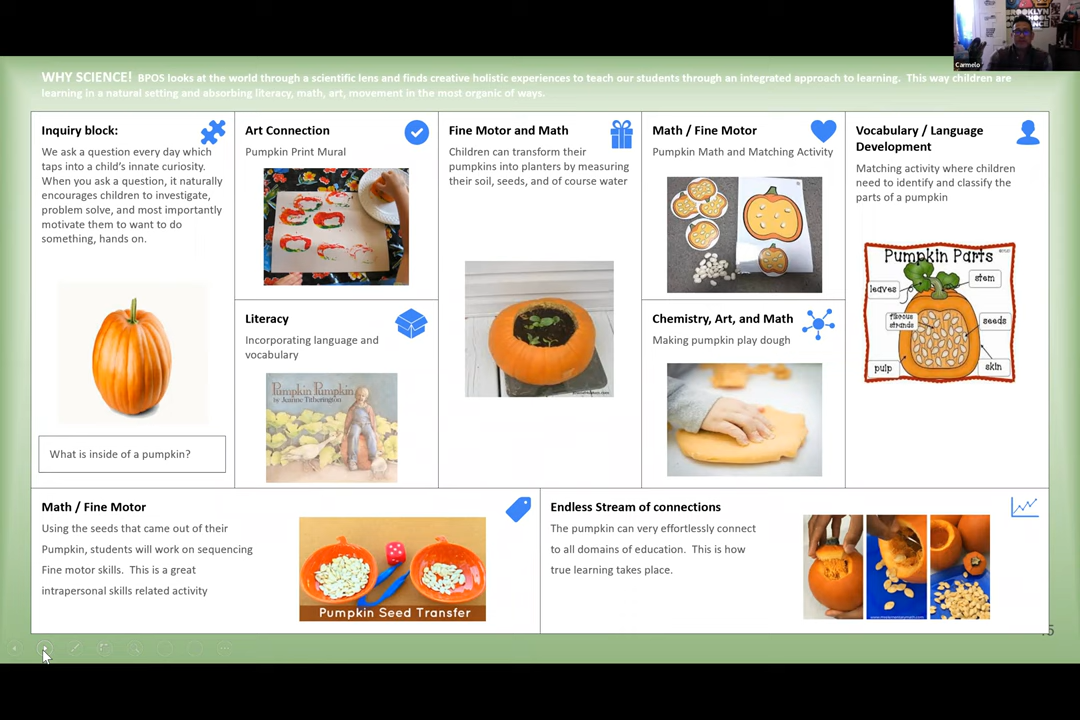 BROOKLYN
PRESCHOOL
SCIENCE
Carmelo
WHY SCIENCE! BPOS looks at the world through a scientific lens and finds creative holistic experiences to teach our students through an integrated approach to learning. This way children are
learning in a natural setting and absorbing literacy, math, art, movement in the most organic of ways.
Inquiry block:
We ask a question every day which
taps into a child's innate curiosity.
When you ask a question, it naturally
encourages children to investigate,
problem solve, and most importantly
motivate them to want to do
something, hands on.
What is inside of a pumpkin?
Art Connection
Pumpkin Print Mural
Literacy
Incorporating language and
vocabulary
Pumpkin Pumpkin
by Jeanne Titherington
Fine Motor and Math
Children can transform their
pumpkins into planters by measuring
their soil, seeds, and of course water
Math / Fine Motor
Pumpkin Math and Matching Activity
Chemistry, Art, and Math
Making pumpkin play dough
Vocabulary / Language
Development
Matching activity where children
need to identify and classify the
parts of a pumpkin
Pumpkin Parts
stem
leaves
fibrous
strands
seeds
pulp
skin
Math / Fine Motor
Using the seeds that came out of their
Pumpkin, students will work on sequencing
Fine motor skills. This is a great
intrapersonal skills related activity
Pumpkin Seed Transfer
Endless Stream of connections
The pumpkin can very effortlessly connect
to all domains of education. This is how
true learning takes place.
5